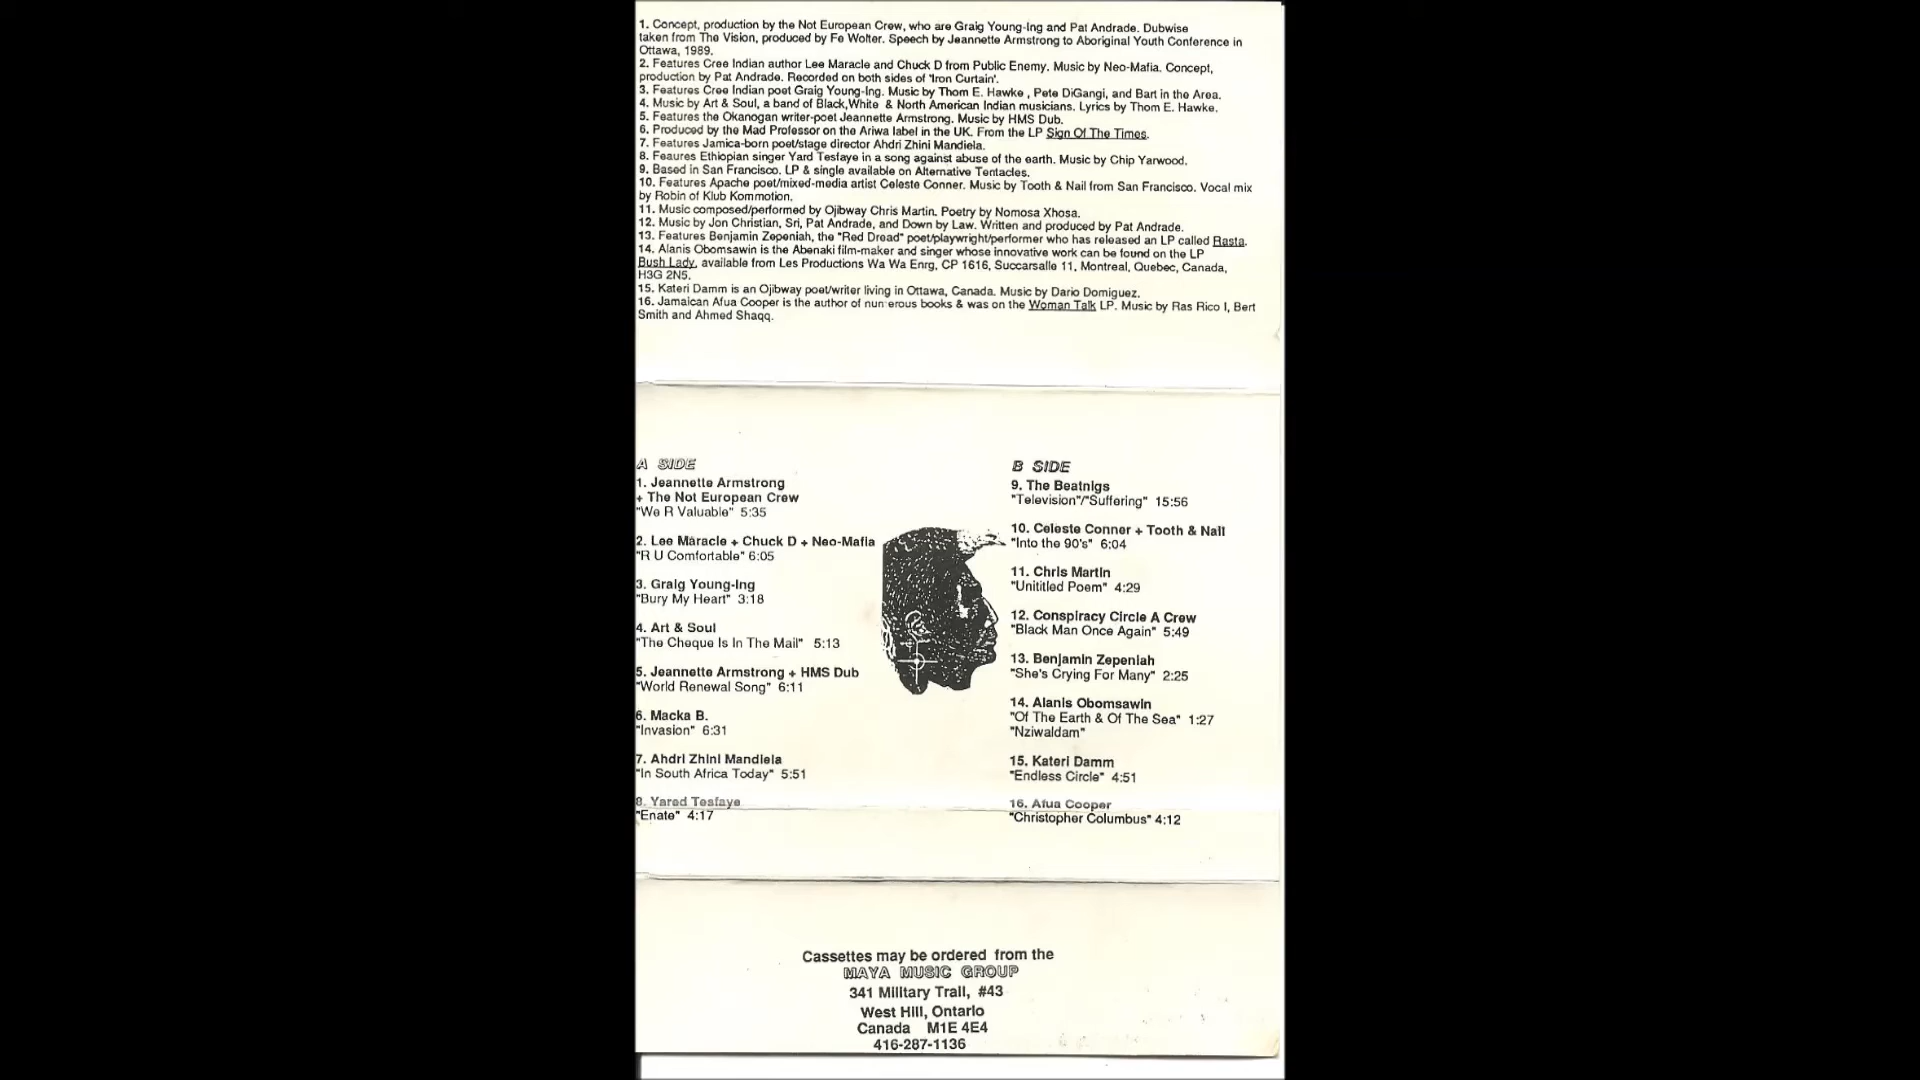 1. Concept, production by the Not European Crew, who are Graig Young-Ing and Pat Andrade. Dubwise
taken from The Vision, produced by Fe Wolter. Speech by Jeannette Armstrong to Aboriginal Youth Conference in
Ottawa, 1989.
2. Features Cree Indian author Lee Maracle and Chuck D from Public Enemy. Music by Neo-Mafia. Concept,
production by Pat Andrade. Recorded on both sides of 'Iron Curtain'.
3. Features Cree Indian poet Graig Young-Ing. Music by Thom E. Hawke , Pete DiGangi, and Bart in the Area.
4. Music by Art & Soul, a band of Black,White & North American Indian musicians. Lyrics by Thom E. Hawke.
5. Features the Okanogan writer-poet Jeannette Armstrong. Music by HMS Dub.
6. Produced by the Mad Professor on the Ariwa label in the UK. From the LP Sign Of The Times.
7. Features Jamica-born poet/stage director Ahdri Zhini Mandiela.
8. Feaures Ethiopian singer Yard Tesfaye in a song against abuse of the earth. Music by Chip Yarwood.
9. Based in San Francisco. LP & single available on Alternative Tentacles.
10. Features Apache poet/mixed-media artist Celeste Conner. Music by Tooth & Nail from San Francisco. Vocal mix
by Robin of Klub Kommotion.
11. Music composed/performed by Ojibway Chris Martin. Poetry by Nomosa Xhosa.
12. Music by Jon Christian, Sri, Pat Andrade, and Down by Law. Written and produced by Pat Andrade.
13. Features Benjamin Zepeniah, the "Red Dread" poet/playwright/performer who has released an LP called Rasta.
14. Alanis Obomsawin is the Abenaki film-maker and singer whose innovative work can be found on the LP
Bush Lady, available from Les Productions Wa Wa Enrg, CP 1616, Succarsalle 11, Montreal, Quebec, Canada,
H3G 2N5.
15. Kateri Damm is an Ojibway poet/writer living in Ottawa, Canada. Music by Dario Domiguez.
16. Jamaican Afua Cooper is the author of nun erous books & was on the Woman Talk LP. Music by Ras Rico I, Bert
Smith and Ahmed Shaqq.
A SIDE
1. Jeannette Armstrong
+ The Not European Crew
"We R Valuable" 5:35
2. Lee Maracle + Chuck D + Neo-Mafia
"R U Comfortable" 6:05
3. Graig Young-Ing
"Bury My Heart" 3:18
4. Art & Soul
"The Cheque Is In The Mail" 5:13
5. Jeannette Armstrong + HMS Dub
"World Renewal Song" 6:11
6. Macka B.
"Invasion" 6:31
7. Ahdri Zhini Mandiela
"In South Africa Today" 5:51
8. Yared Tesfaye
"Enate" 4:17
B SIDE
9. The Beatnigs
"Television"/"Suffering" 15:56
10. Celeste Conner + Tooth & Nail
"Into the 90's" 6:04
11. Chris Martin
"Unititled Poem" 4:29
12. Conspiracy Circle A Crew
"Black Man Once Again" 5:49
13. Benjamin Zepeniah
"She's Crying For Many" 2:25
14. Alanis Obomsawin
"Of The Earth & Of The Sea" 1:27
"Nziwaldam"
15. Kateri Damm
"Endless Circle" 4:51
16. Afua Cooper
"Christopher Columbus" 4:12
Cassettes may be ordered from the
MAYA MUSIC GROUP
341 Military Trail, #43
West Hill, Ontario
Canada M1E 4E4
416-287-1136